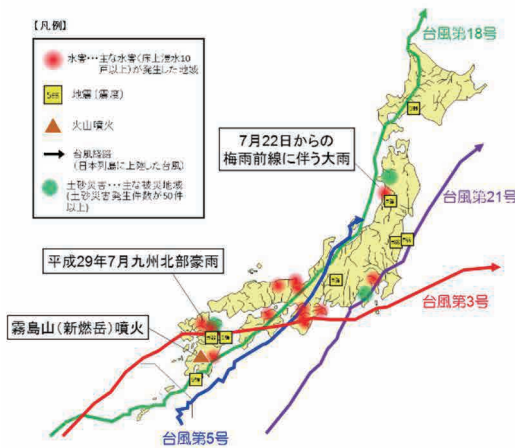 【凡例】
水害・・・主な水害(床上浸水10
戸以上)が発生した地域
地震(震度)
火山噴火
台風経路
(日本列島に上陸した台風)
土砂災害・・・主な被災地域
(土砂災害発生件数が50件
以上)
台風第18号
7月22日からの
梅雨前線に伴う大雨
台風第21号
平成29年7月九州北部豪雨
台風第3号
霧島山(新燃岳)噴火
台風第5号